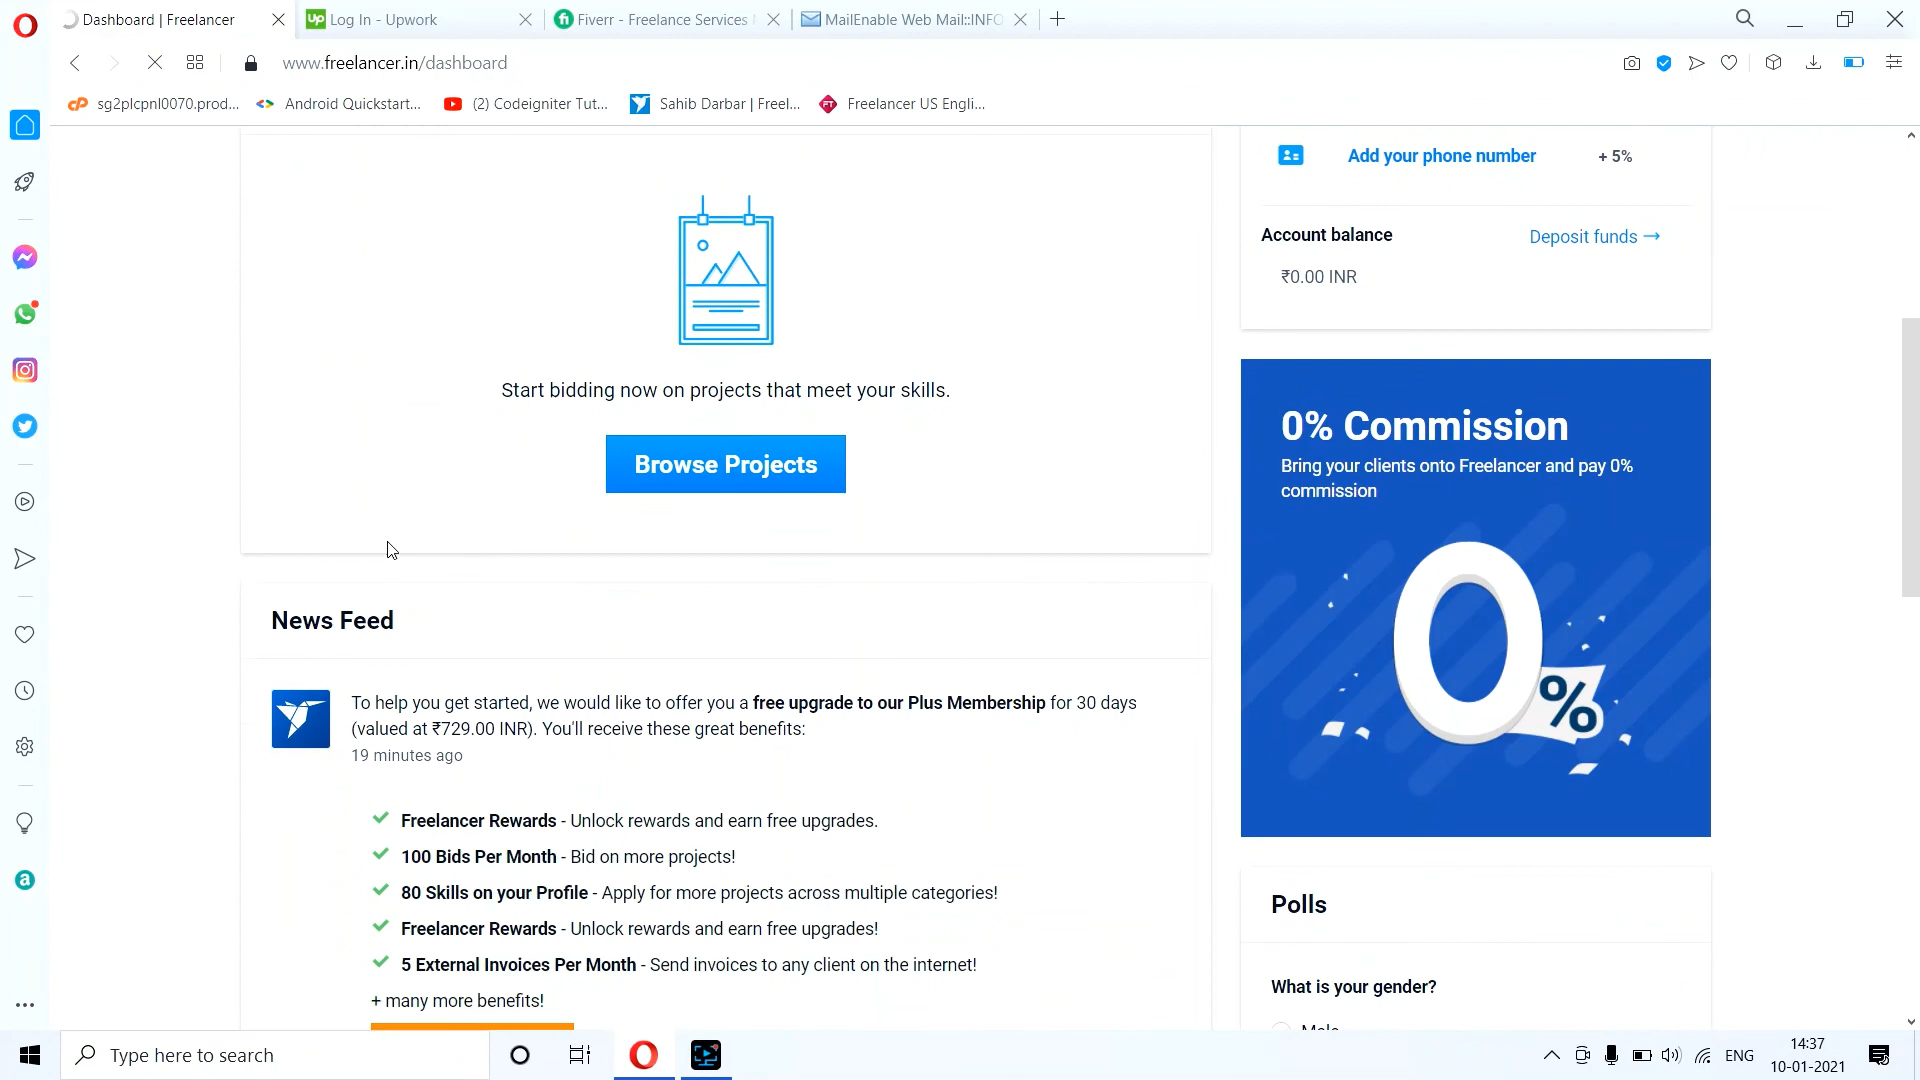 Dashboard | Freelancer
Log In - Upwork
Fiverr - Freelance Services
MailEnable Web Mail::INFO
www.freelancer.in/dashboard
sg2plcpnl0070.prod...
Android Quickstart...
(2) Codeigniter Tut...
Sahib Darbar | Freel...
Freelancer US Engli...
Add your phone number
+ 5%
Account balance
Deposit funds →
₹0.00 INR
Start bidding now on projects that meet your skills.
Browse Projects
0% Commission
Bring your clients onto Freelancer and pay 0%
commission
0%
News Feed
To help you get started, we would like to offer you a free upgrade to our Plus Membership for 30 days
(valued at ₹729.00 INR). You'll receive these great benefits:
19 minutes ago
Freelancer Rewards - Unlock rewards and earn free upgrades.
100 Bids Per Month - Bid on more projects!
80 Skills on your Profile - Apply for more projects across multiple categories!
Freelancer Rewards - Unlock rewards and earn free upgrades!
5 External Invoices Per Month - Send invoices to any client on the internet!
+ many more benefits!
Polls
What is your gender?
Male
Type here to search
ENG
14:37
10-01-2021